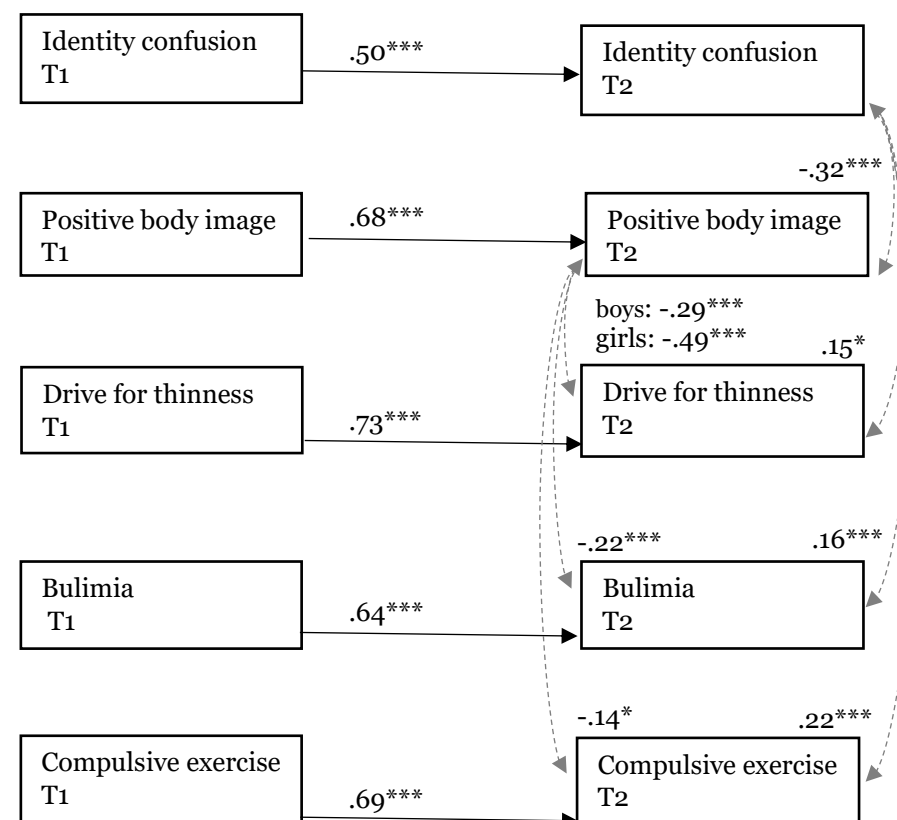 Identity confusion
T1
.50***
Identity confusion
T2
-.32***
Positive body image
T1
.68***
Positive body image
T2
boys: -.29***
girls: -.49***
.15*
Drive for thinness
T1
.73***
Drive for thinness
T2
-.22***
.16***
Bulimia
T1
.64***
Bulimia
T2
-.14*
.22***
Compulsive exercise
T1
.69***
Compulsive exercise
T2